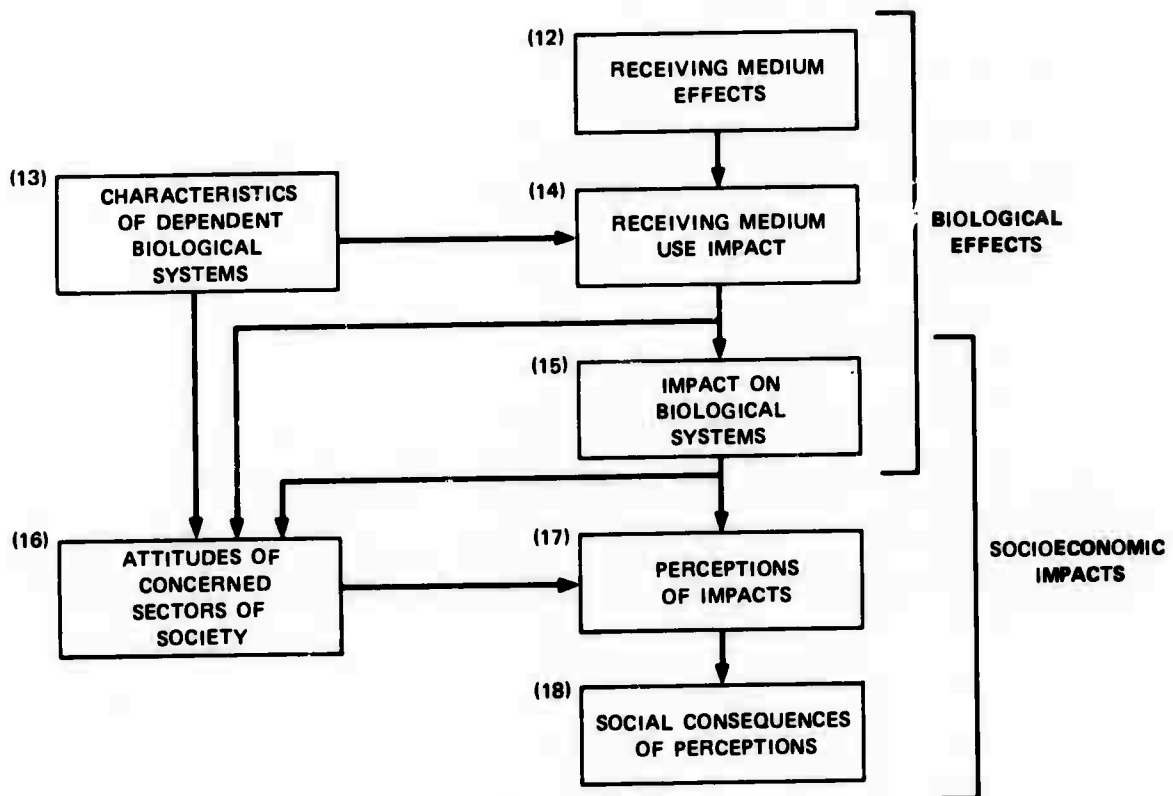 (12)
RECEIVING MEDIUM
EFFECTS
(13)
CHARACTERISTICS
OF DEPENDENT
BIOLOGICAL
SYSTEMS
(14)
RECEIVING MEDIUM
USE IMPACT
BIOLOGICAL
EFFECTS
(15)
IMPACT ON
BIOLOGICAL
SYSTEMS
(16)
ATTITUDES OF
CONCERNED
SECTORS OF
SOCIETY
(17)
PERCEPTIONS
OF IMPACTS
SOCIOECONOMIC
IMPACTS
(18)
SOCIAL CONSEQUENCES
OF PERCEPTIONS